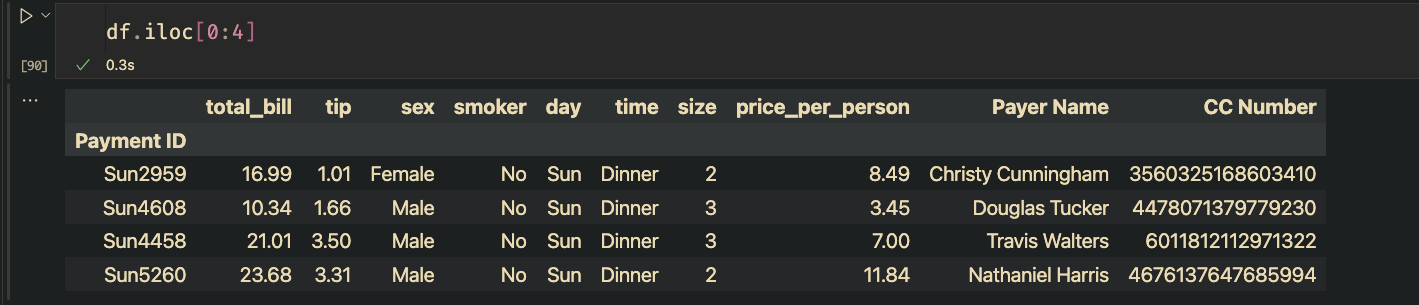 df.iloc[0:4]
[90] 0.3s
total_bill tip sex smoker day time size price_per_person Payer Name CC Number
Payment ID
Sun2959 16.99 1.01 Female No Sun Dinner 2 8.49 Christy Cunningham 3560325168603410
Sun4608 10.34 1.66 Male No Sun Dinner 3 3.45 Douglas Tucker 4478071379779230
Sun4458 21.01 3.50 Male No Sun Dinner 3 7.00 Travis Walters 6011812112971322
Sun5260 23.68 3.31 Male No Sun Dinner 2 11.84 Nathaniel Harris 4676137647685994